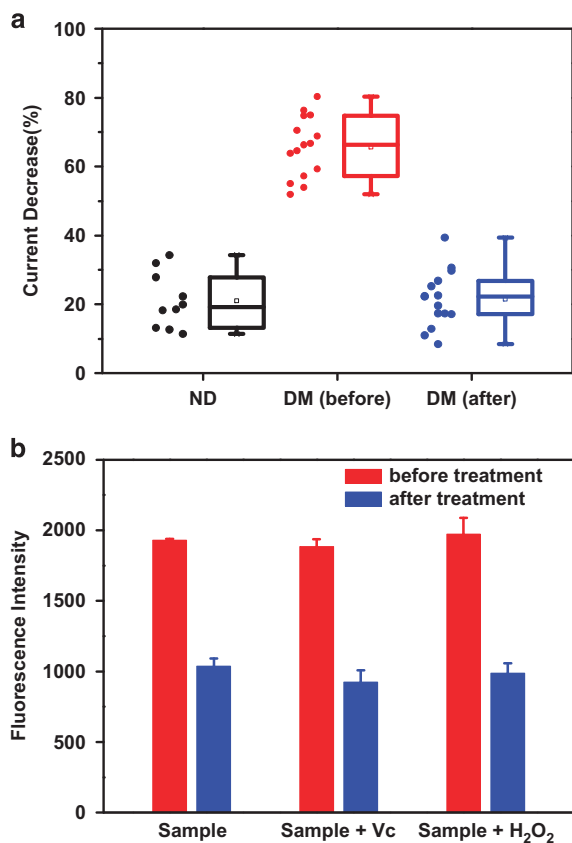 a
Current Decrease(%)
100
80
60
40
20
0
ND DM (before) DM (after)
b
Fluorescence Intensity
2500
2000
1500
1000
500
0
before treatment
after treatment
Sample Sample + Vc Sample + H₂O₂